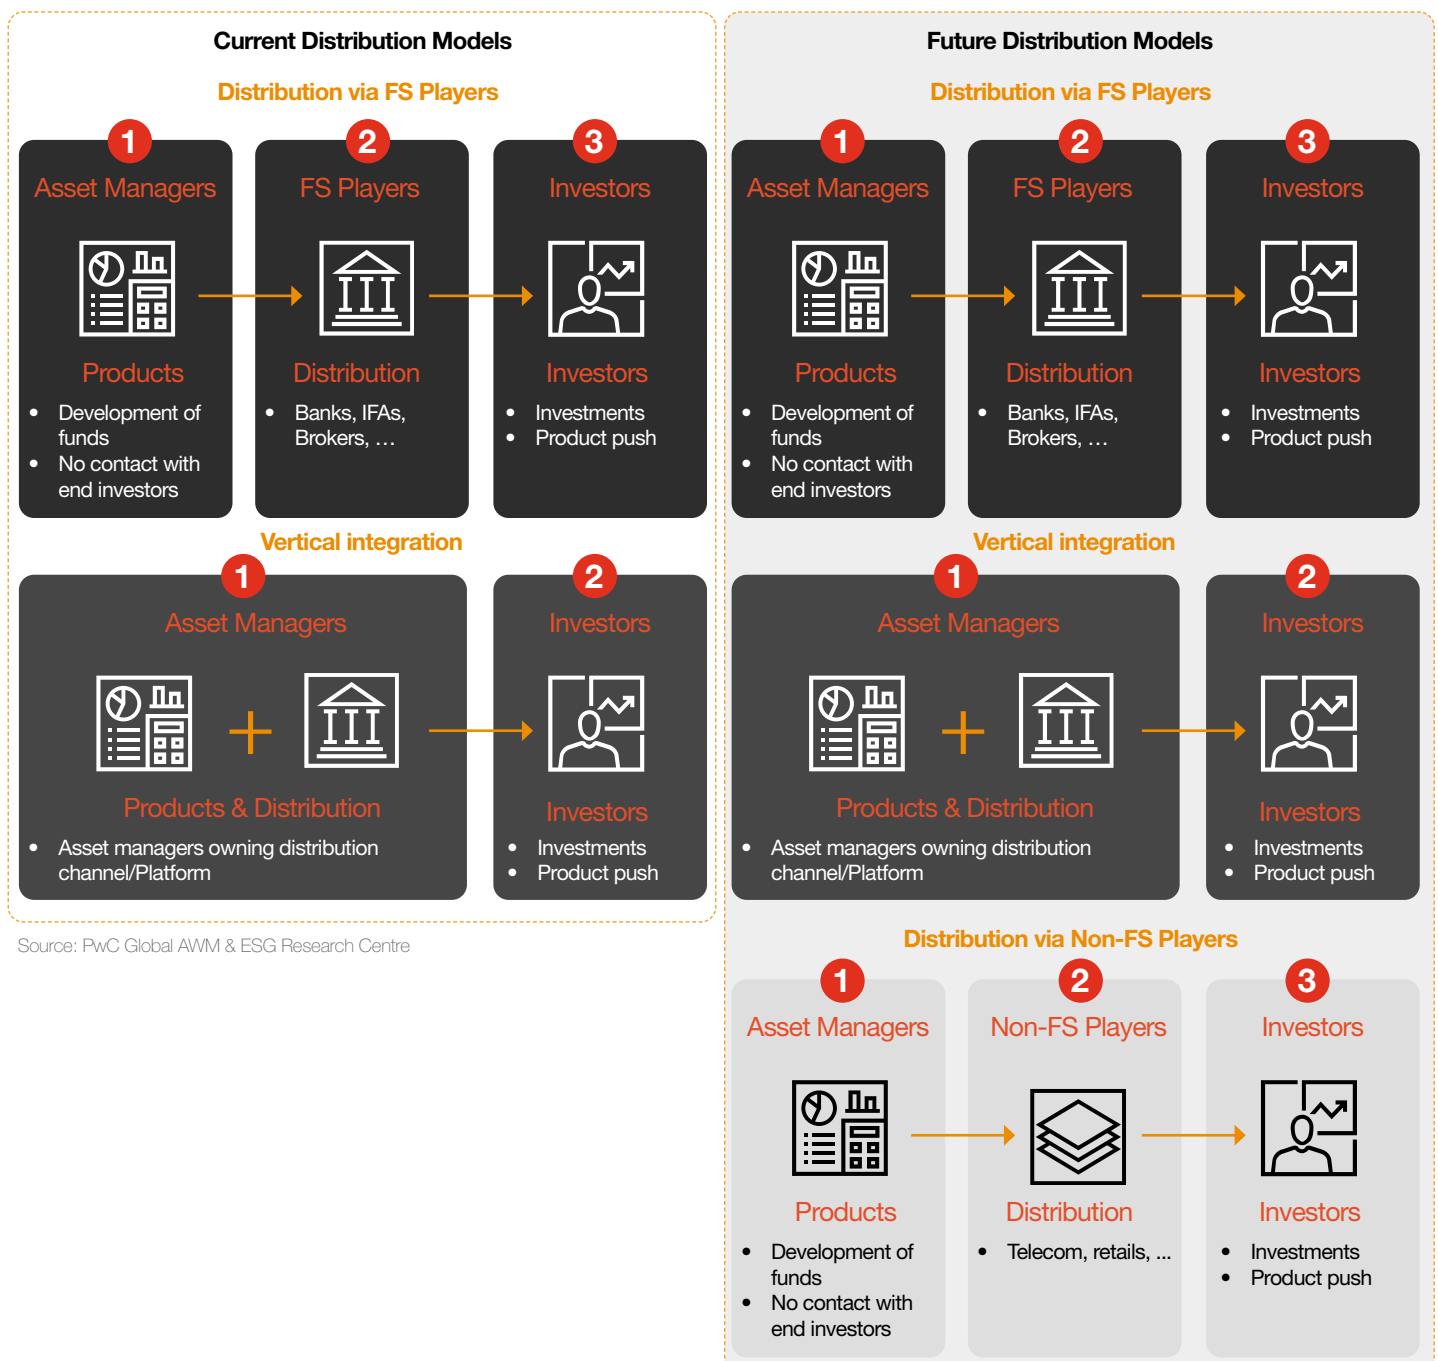 Current Distribution Models
Distribution via FS Players
1
Asset Managers
Products
• Development of
funds
• No contact with
end investors
2
FS Players
Distribution
• Banks, IFAs,
Brokers, …
3
Investors
Investors
• Investments
• Product push
Vertical integration
1
Asset Managers
Products & Distribution
• Asset managers owning distribution
channel/Platform
2
Investors
Investors
• Investments
• Product push
Source: PwC Global AWM & ESG Research Centre
Future Distribution Models
Distribution via FS Players
1
Asset Managers
Products
• Development of
funds
• No contact with
end investors
2
FS Players
Distribution
• Banks, IFAs,
Brokers, …
3
Investors
Investors
• Investments
• Product push
Vertical integration
1
Asset Managers
Products & Distribution
• Asset managers owning distribution
channel/Platform
2
Investors
Investors
• Investments
• Product push
Distribution via Non-FS Players
1
Asset Managers
Products
• Development of
funds
• No contact with
end investors
2
Non-FS Players
Distribution
• Telecom, retails, ...
3
Investors
Investors
• Investments
• Product push